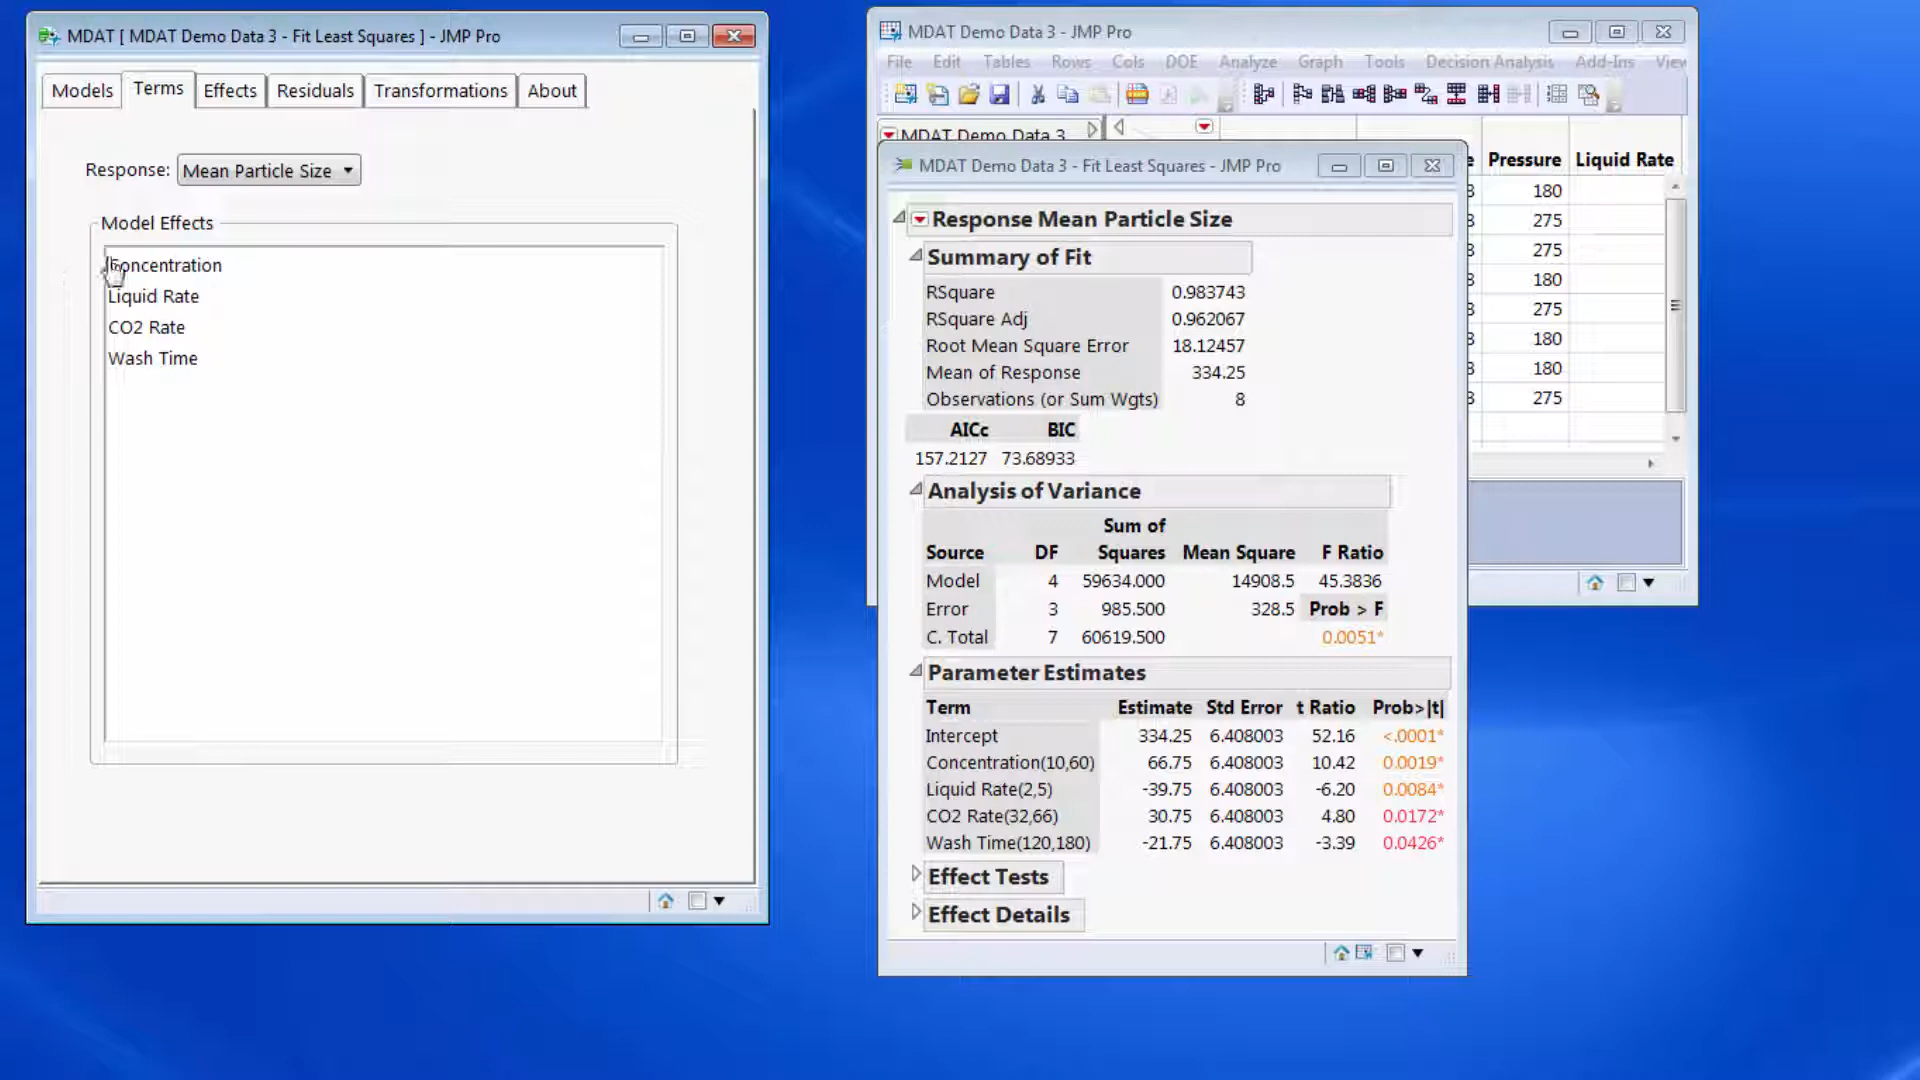 MDAT [ MDAT Demo Data 3 - Fit Least Squares ] - JMP Pro
Models Terms Effects Residuals Transformations About
Response: Mean Particle Size
Model Effects
Concentration
Liquid Rate
CO2 Rate
Wash Time
MDAT Demo Data 3 - JMP Pro
File Edit Tables Rows Cols DOE Analyze Graph Tools Decision Analysis Add-Ins View
MDAT Demo Data 3
Pressure Liquid Rate
180
275
275
180
275
180
180
275
MDAT Demo Data 3 - Fit Least Squares - JMP Pro
Response Mean Particle Size
Summary of Fit
RSquare 0.983743
RSquare Adj 0.962067
Root Mean Square Error 18.12457
Mean of Response 334.25
Observations (or Sum Wgts) 8
AICc BIC
157.2127 73.68933
Analysis of Variance
Sum of
Source DF Squares Mean Square F Ratio
Model 4 59634.000 14908.5 45.3836
Error 3 985.500 328.5 Prob > F
C. Total 7 60619.500 0.0051*
Parameter Estimates
Term Estimate Std Error t Ratio Prob>|t|
Intercept 334.25 6.408003 52.16 <.0001*
Concentration(10,60) 66.75 6.408003 10.42 0.0019*
Liquid Rate(2,5) -39.75 6.408003 -6.20 0.0084*
CO2 Rate(32,66) 30.75 6.408003 4.80 0.0172*
Wash Time(120,180) -21.75 6.408003 -3.39 0.0426*
Effect Tests
Effect Details